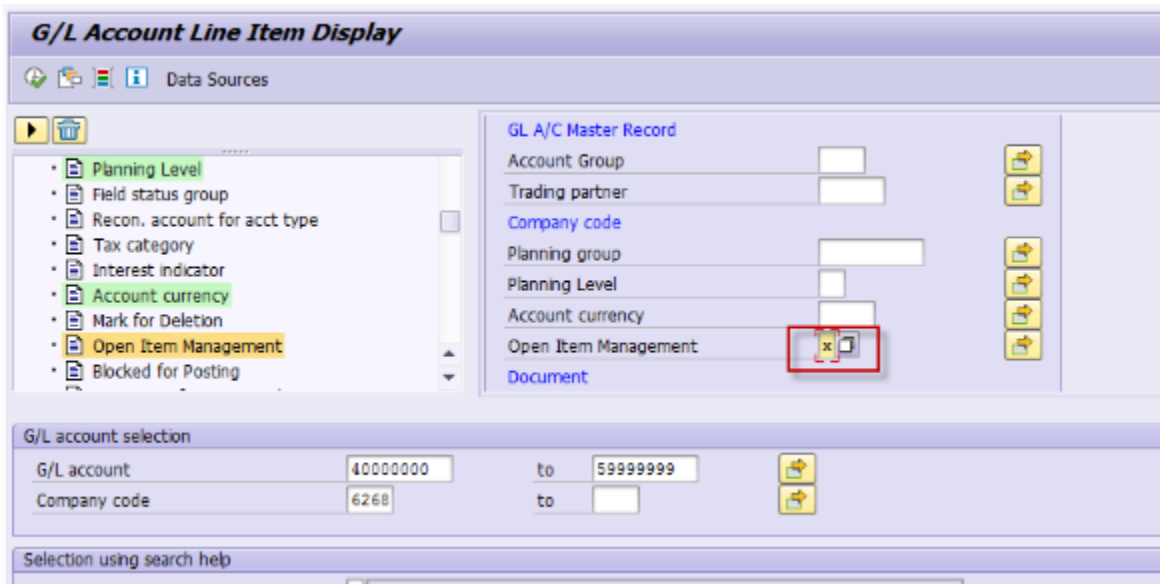 G/L Account Line Item Display
Data Sources
Planning Level
Field status group
Recon. account for acct type
Tax category
Interest indicator
Account currency
Mark for Deletion
Open Item Management
Blocked for Posting
GL A/C Master Record
Account Group
Trading partner
Company code
Planning group
Planning Level
Account currency
Open Item Management x
Document
G/L account selection
G/L account 40000000 to 59999999
Company code 6268 to
Selection using search help